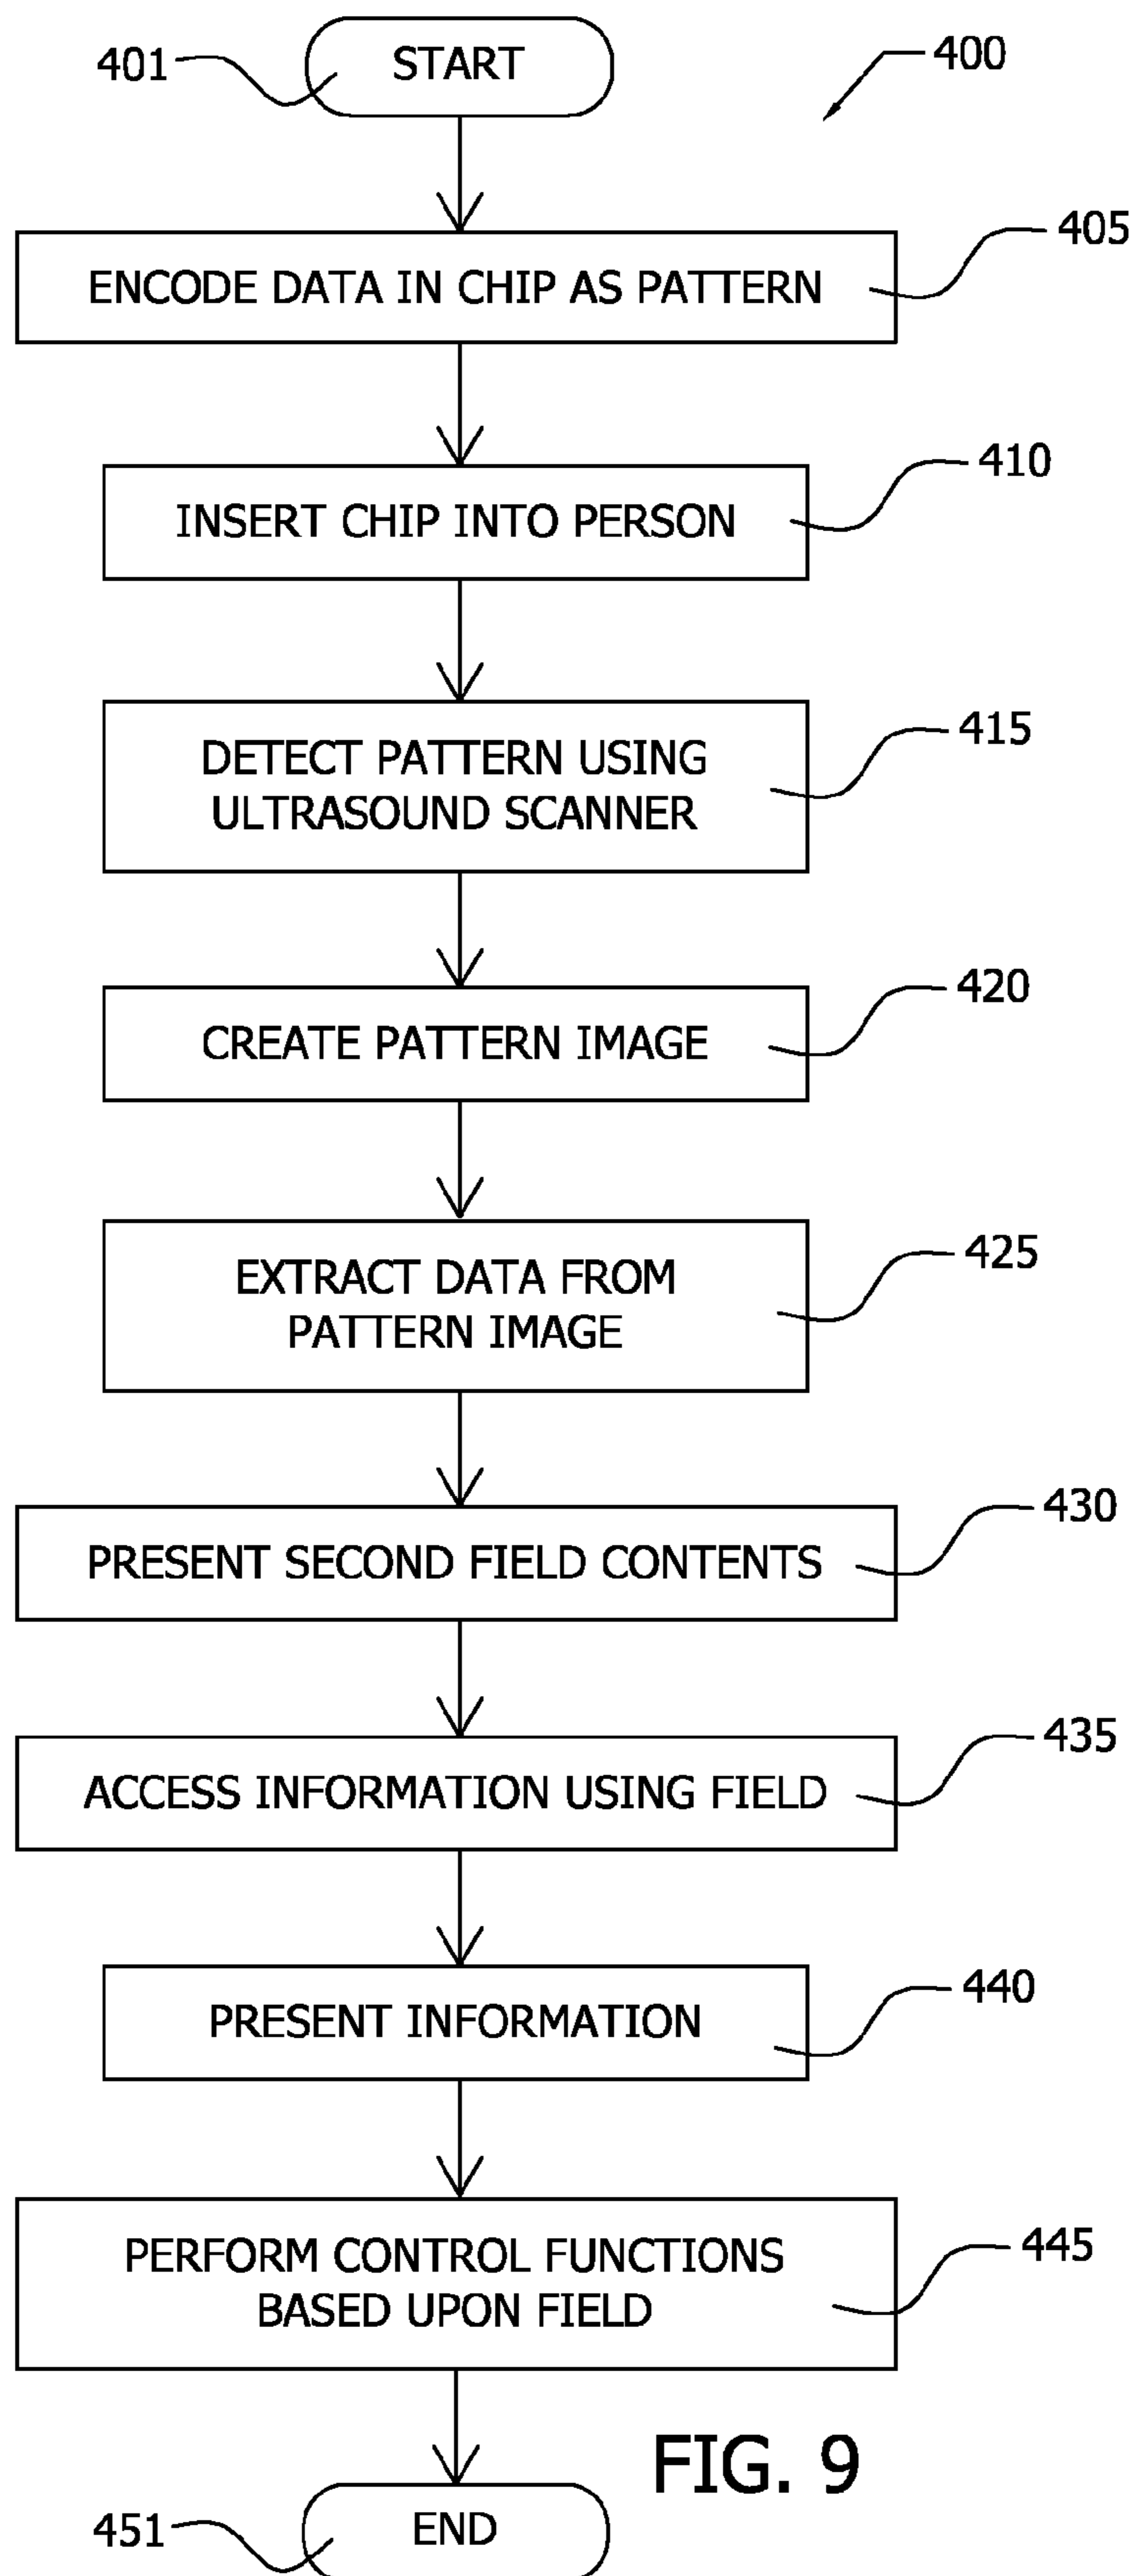 401
START
400
ENCODE DATA IN CHIP AS PATTERN
405
INSERT CHIP INTO PERSON
410
DETECT PATTERN USING
ULTRASOUND SCANNER
415
CREATE PATTERN IMAGE
420
EXTRACT DATA FROM
PATTERN IMAGE
425
PRESENT SECOND FIELD CONTENTS
430
ACCESS INFORMATION USING FIELD
435
PRESENT INFORMATION
440
PERFORM CONTROL FUNCTIONS
BASED UPON FIELD
445
FIG. 9
451
END